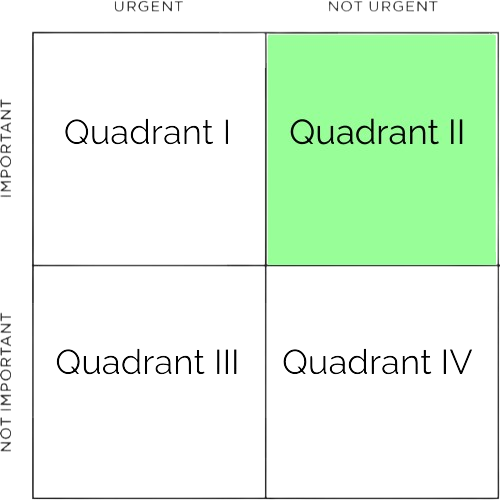 URGENT
NOT URGENT
IMPORTANT
Quadrant I
Quadrant II
NOT IMPORTANT
Quadrant III
Quadrant IV